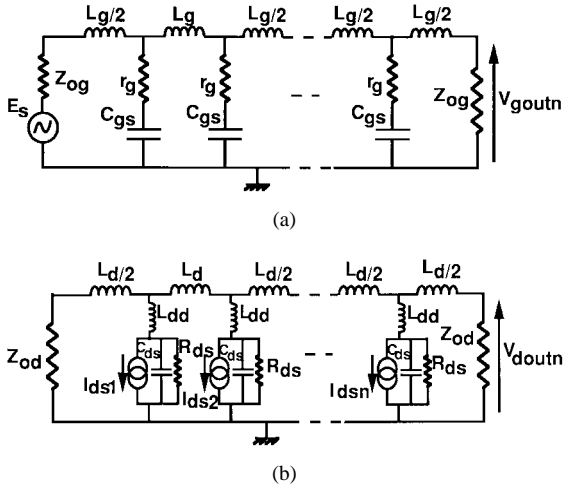 Lg/2 Lg Lg/2 Lg/2 Lg/2
Zog rg rg rg Zog Vgoutn
Es Cgs Cgs Cgs
(a)
Ld/2 Ld Ld/2 Ld/2 Ld/2
Ldd Ldd Ldd
Zod Cds Rds Cds Rds Cds Rds Zod Vdoutn
Ids1 Ids2 Idsn
(b)